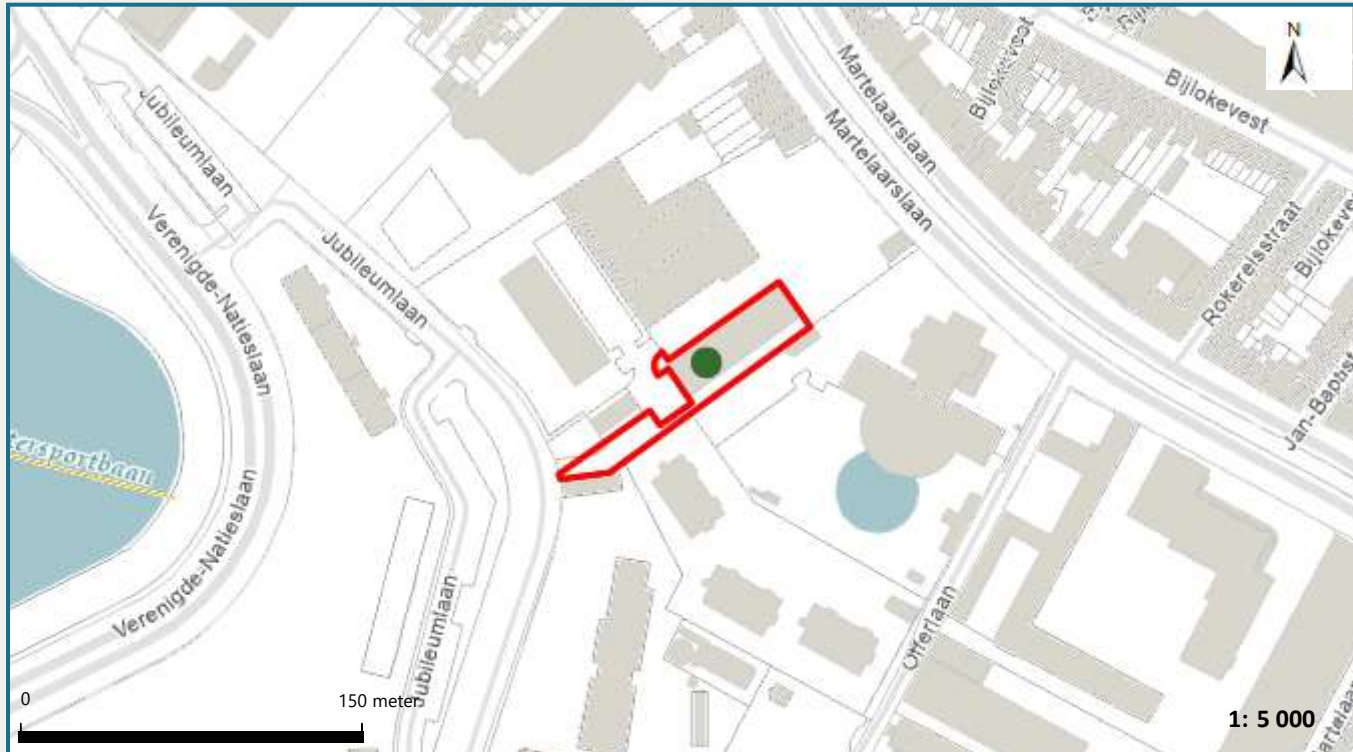 N
Martelaarslaan
Martelaarslaan
Bijlokevest
Bijlokevest
Jubileumlaan
Verenigde-Natieslaan
Jubileumlaan
Rokerelsstraat
Verenigde-Natieslaan
Jubileumlaan
Offerlaan
0
150 meter
1: 5 000